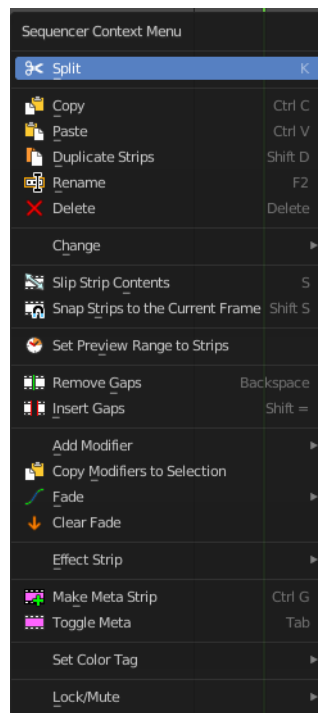 Sequencer Context Menu
Split K
Copy Ctrl C
Paste Ctrl V
Duplicate Strips Shift D
Rename F2
Delete Delete
Change
Slip Strip Contents S
Snap Strips to the Current Frame Shift S
Set Preview Range to Strips
Remove Gaps Backspace
Insert Gaps Shift =
Add Modifier
Copy Modifiers to Selection
Fade
Clear Fade
Effect Strip
Make Meta Strip Ctrl G
Toggle Meta Tab
Set Color Tag
Lock/Mute